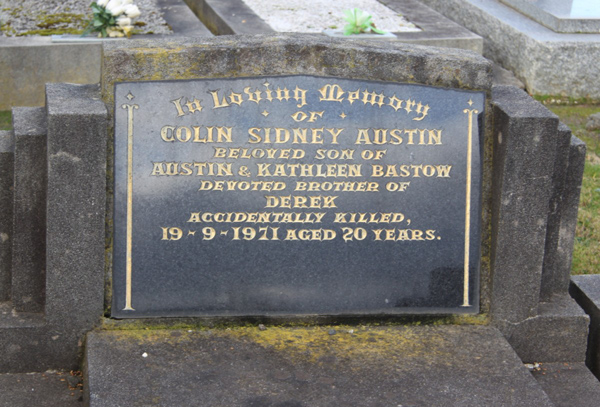 In Loving Memory
OF
COLIN SIDNEY AUSTIN
BELOVED SON OF
AUSTIN & KATHLEEN BASTOW
DEVOTED BROTHER OF
DEREK
ACCIDENTALLY KILLED,
19-9-1971 AGED 20 YEARS.